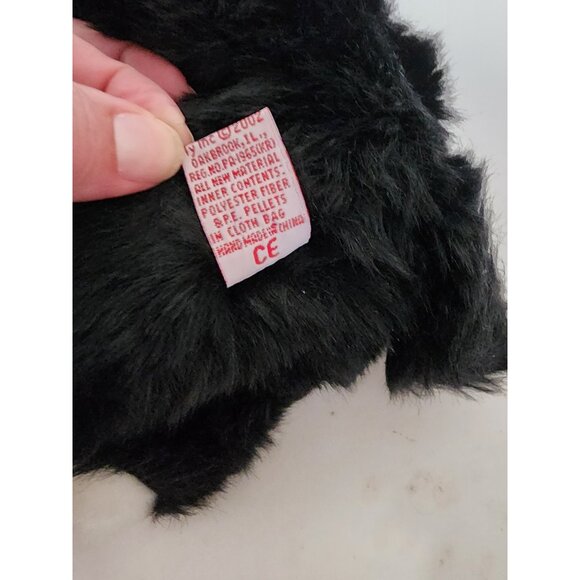 y Inc © 2002
OAKBROOK, IL.,
REG. NO. PA-1965(KR)
ALL NEW MATERIAL
INNER CONTENTS:
POLYESTER FIBER
& P.E. PELLETS
IN CLOTH BAG
HAND MADE IN CHINA
CE